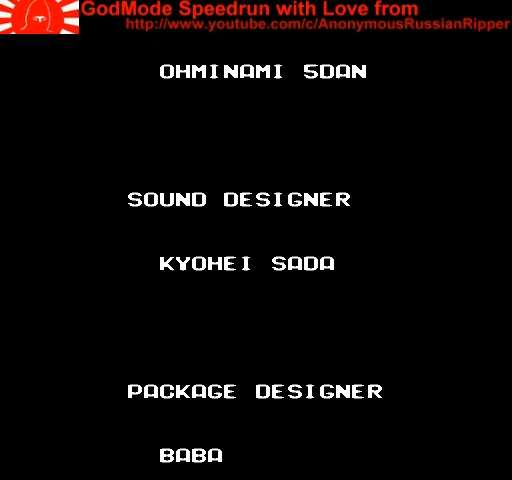 GodMode Speedrun with Love from
http://www.youtube.com/c/AnonymousRussianRipper
OHMINAMI 5DAN
SOUND DESIGNER
KYOHEI SADA
PACKAGE DESIGNER
BABA